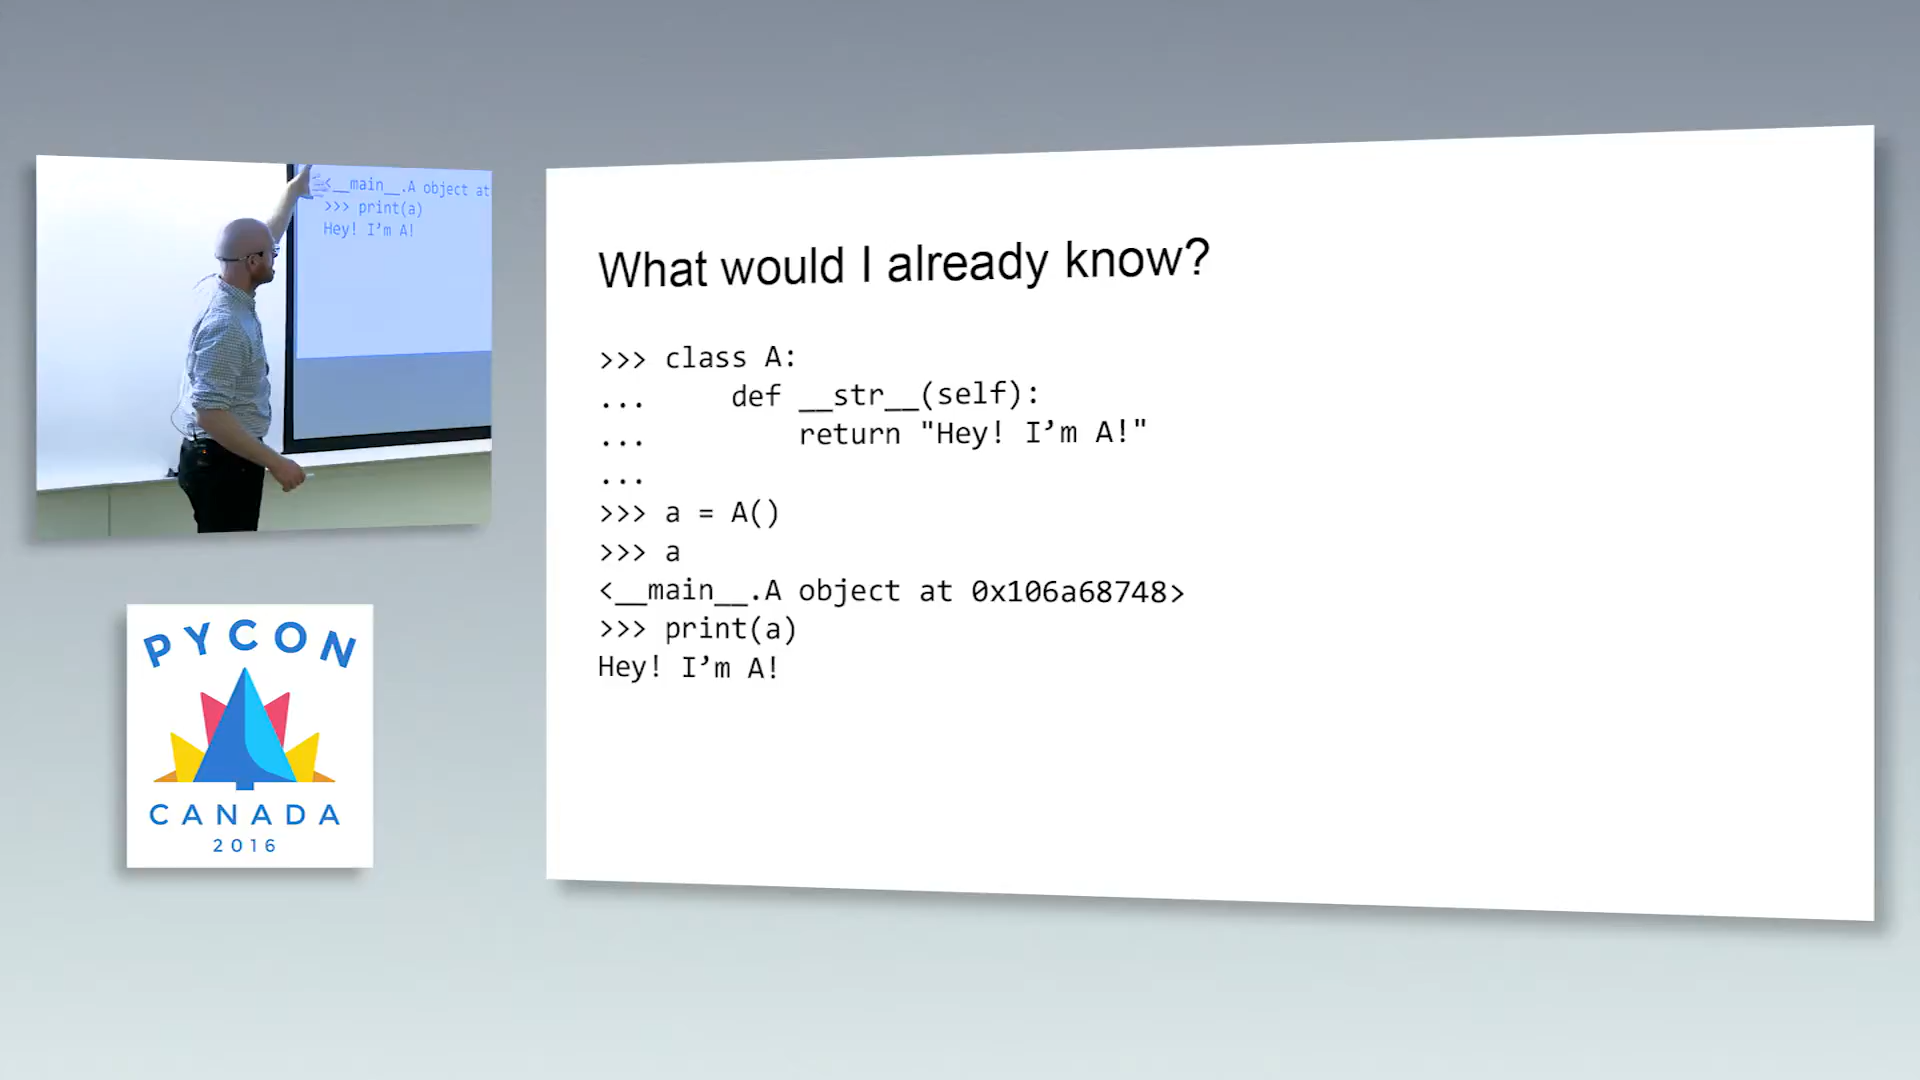 <__main__.A object at
>>> print(a)
Hey! I’m A!
What would I already know?
>>> class A:
...     def __str__(self):
...         return "Hey! I’m A!"
...
>>> a = A()
>>> a
<__main__.A object at 0x106a68748>
>>> print(a)
Hey! I’m A!
PYCON
CANADA
2016